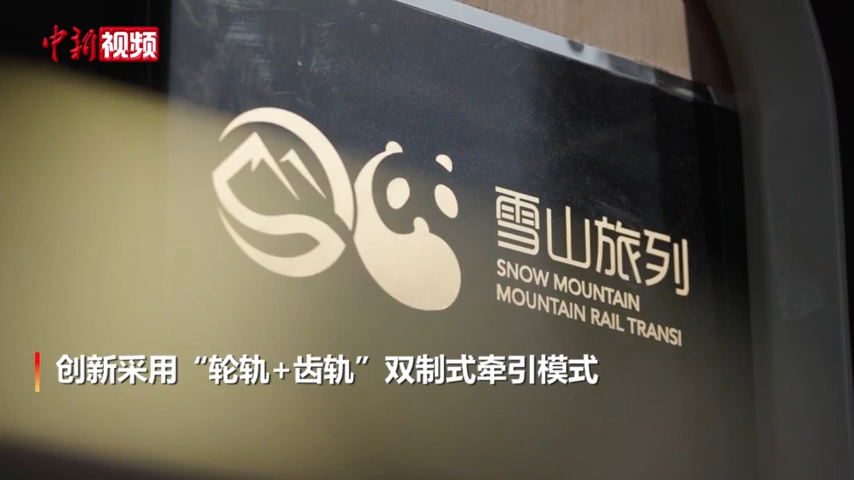 中新视频
雪山旅列
SNOW MOUNTAIN
MOUNTAIN RAIL TRANSI
创新采用“轮轨+齿轨”双制式牵引模式